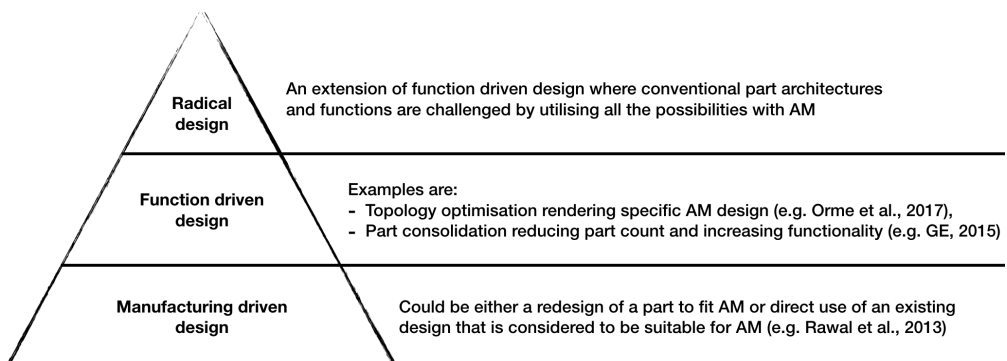 Radical
design
An extension of function driven design where conventional part architectures
and functions are challenged by utilising all the possibilities with AM
Function driven
design
Examples are:
- Topology optimisation rendering specific AM design (e.g. Orme et al., 2017),
- Part consolidation reducing part count and increasing functionality (e.g. GE, 2015)
Manufacturing driven
design
Could be either a redesign of a part to fit AM or direct use of an existing
design that is considered to be suitable for AM (e.g. Rawal et al., 2013)